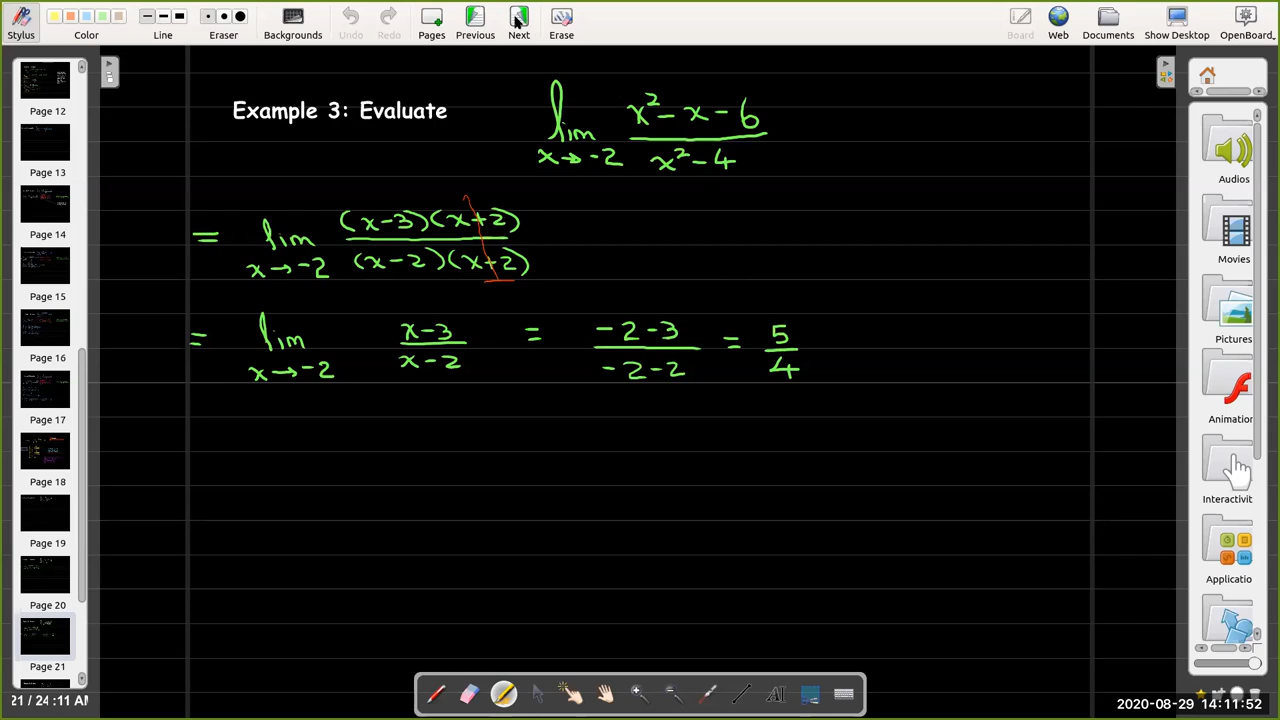 Stylus Color Line Eraser Backgrounds Undo Redo Pages Previous Next Erase Board Web Documents Show Desktop OpenBoard
Page 12
Page 13
Page 14
Page 15
Page 16
Page 17
Page 18
Page 19
Page 20
Page 21
21 / 24:11 AM
Example 3: Evaluate lim x→-2 (x² - x - 6)/(x² - 4)
= lim x→-2 (x-3)(x+2)/(x-2)(x+2)
= lim x→-2 (x-3)/(x-2) = (-2-3)/(-2-2) = 5/4
Audios
Movies
Pictures
Animation
Interactivit
Applicatio
AI
2020-08-29 14:11:52